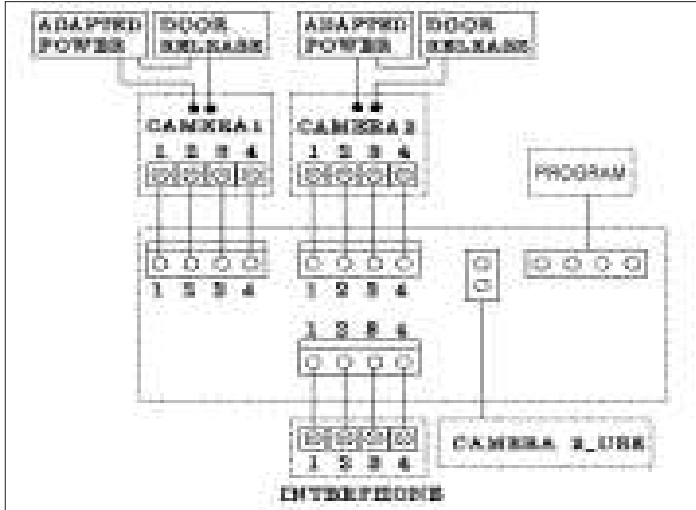 ADAPTED DOOR ADAPTED DOOR
POWER RELEASE POWER RELEASE
CAMERA1 CAMERA2
1 2 3 4 1 2 3 4
PROGRAM
1 2 3 4 1 2 3 4
1 2 3 4
CAMERA 2_USE
1 2 3 4
INTERPHONE